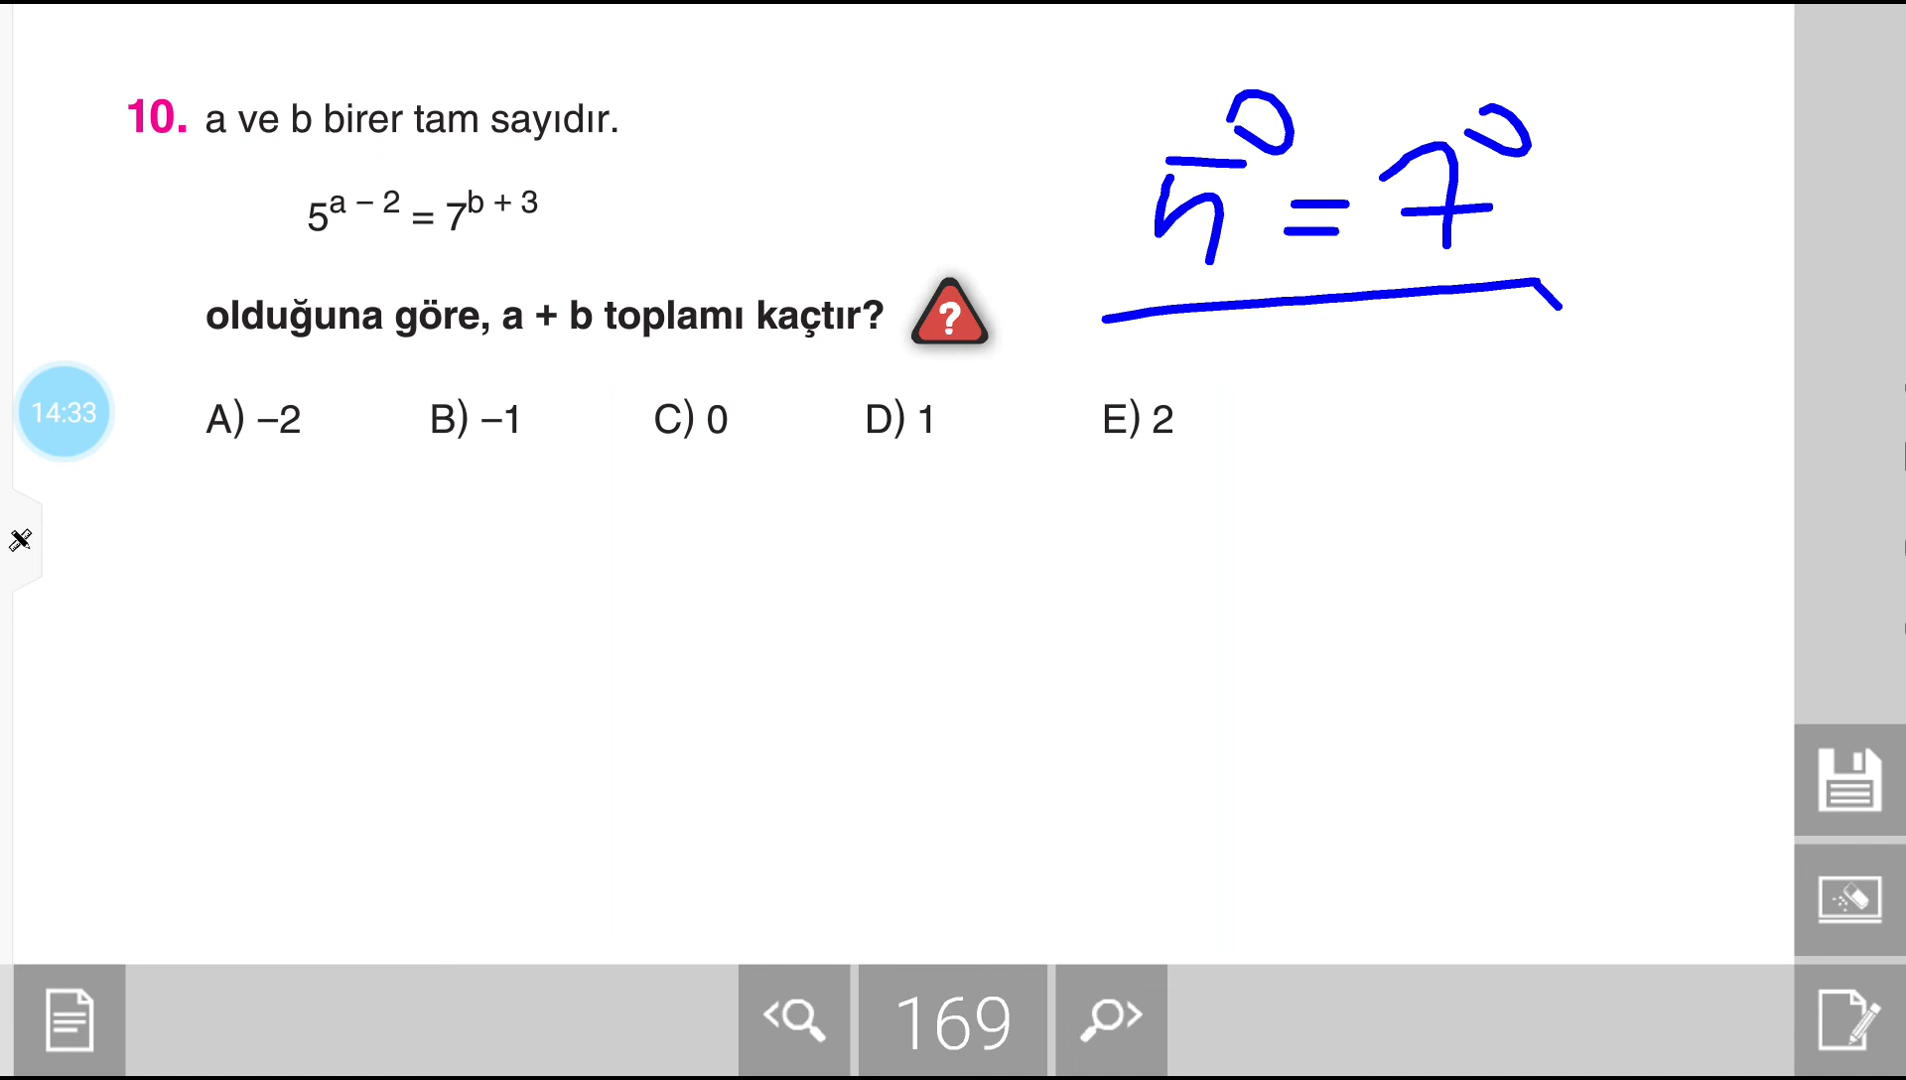 10. a ve b birer tam sayıdır.
5^{a – 2} = 7^{b + 3}
olduğuna göre, a + b toplamı kaçtır?
?
A) –2 B) –1 C) 0 D) 1 E) 2
5^0 = 7^0
14:33
<
169
>